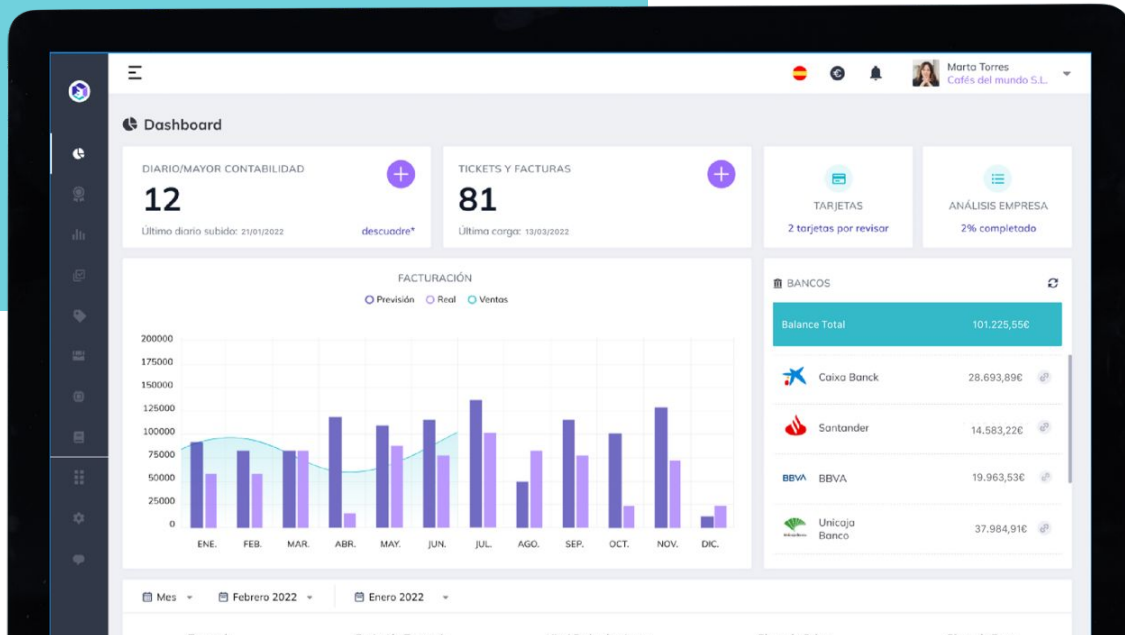 Marta Torres
Cafés del mundo S.L.
Dashboard
DIARIO/MAYOR CONTABILIDAD
12
Último diario subido: 21/01/2022
descuadre*
TICKETS Y FACTURAS
81
Última carga: 13/03/2022
TARJETAS
2 tarjetas por revisar
ANÁLISIS EMPRESA
2% completado
FACTURACIÓN
Previsión Real Ventas
200000
175000
150000
125000
100000
75000
50000
25000
0
ENE. FEB. MAR. ABR. MAY. JUN. JUL. AGO. SEP. OCT. NOV. DIC.
BANCOS
Balance Total 101.225,55€
Caixa Banck 28.693,89€
Santander 14.583,22€
BBVA BBVA 19.963,53€
Unicaja
Banco 37.984,91€
Mes Febrero 2022 Enero 2022